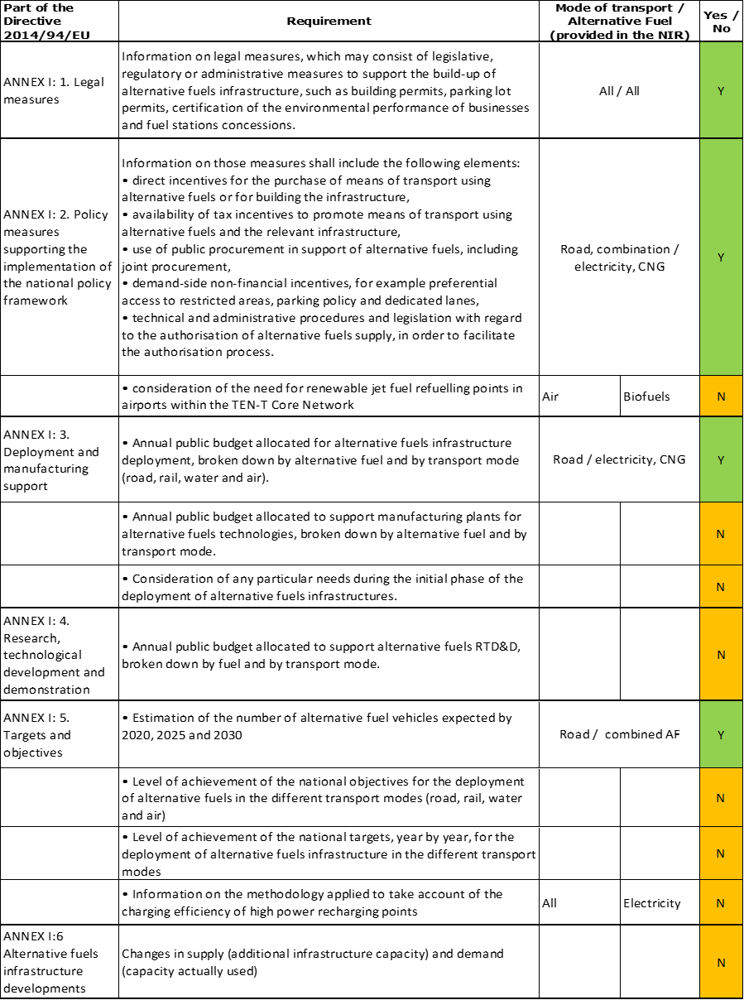 Part of the
Directive
2014/94/EU
Requirement
Mode of transport /
Alternative Fuel
(provided in the NIR)
Yes /
No
ANNEX I: 1. Legal
measures
Information on legal measures, which may consist of legislative,
regulatory or administrative measures to support the build-up of
alternative fuels infrastructure, such as building permits, parking lot
permits, certification of the environmental performance of businesses
and fuel stations concessions.
All / All
Y
ANNEX I: 2. Policy
measures
supporting the
implementation of
the national policy
framework
Information on those measures shall include the following elements:
• direct incentives for the purchase of means of transport using
alternative fuels or for building the infrastructure,
• availability of tax incentives to promote means of transport using
alternative fuels and the relevant infrastructure,
• use of public procurement in support of alternative fuels, including
joint procurement,
• demand-side non-financial incentives, for example preferential
access to restricted areas, parking policy and dedicated lanes,
• technical and administrative procedures and legislation with regard
to the authorisation of alternative fuels supply, in order to facilitate
the authorisation process.
Road, combination /
electricity, CNG
Y
• consideration of the need for renewable jet fuel refuelling points in
airports within the TEN-T Core Network
Air
Biofuels
N
ANNEX I: 3.
Deployment and
manufacturing
support
• Annual public budget allocated for alternative fuels infrastructure
deployment, broken down by alternative fuel and by transport mode
(road, rail, water and air).
Road / electricity, CNG
Y
• Annual public budget allocated to support manufacturing plants for
alternative fuels technologies, broken down by alternative fuel and by
transport mode.
N
• Consideration of any particular needs during the initial phase of the
deployment of alternative fuels infrastructures.
N
ANNEX I: 4.
Research,
technological
development and
demonstration
• Annual public budget allocated to support alternative fuels RTD&D,
broken down by fuel and by transport mode.
N
ANNEX I: 5.
Targets and
objectives
• Estimation of the number of alternative fuel vehicles expected by
2020, 2025 and 2030
Road / combined AF
Y
• Level of achievement of the national objectives for the deployment
of alternative fuels in the different transport modes (road, rail, water
and air)
N
• Level of achievement of the national targets, year by year, for the
deployment of alternative fuels infrastructure in the different transport
modes
N
• Information on the methodology applied to take account of the
charging efficiency of high power recharging points
All
Electricity
N
ANNEX I:6
Alternative fuels
infrastructure
developments
Changes in supply (additional infrastructure capacity) and demand
(capacity actually used)
N